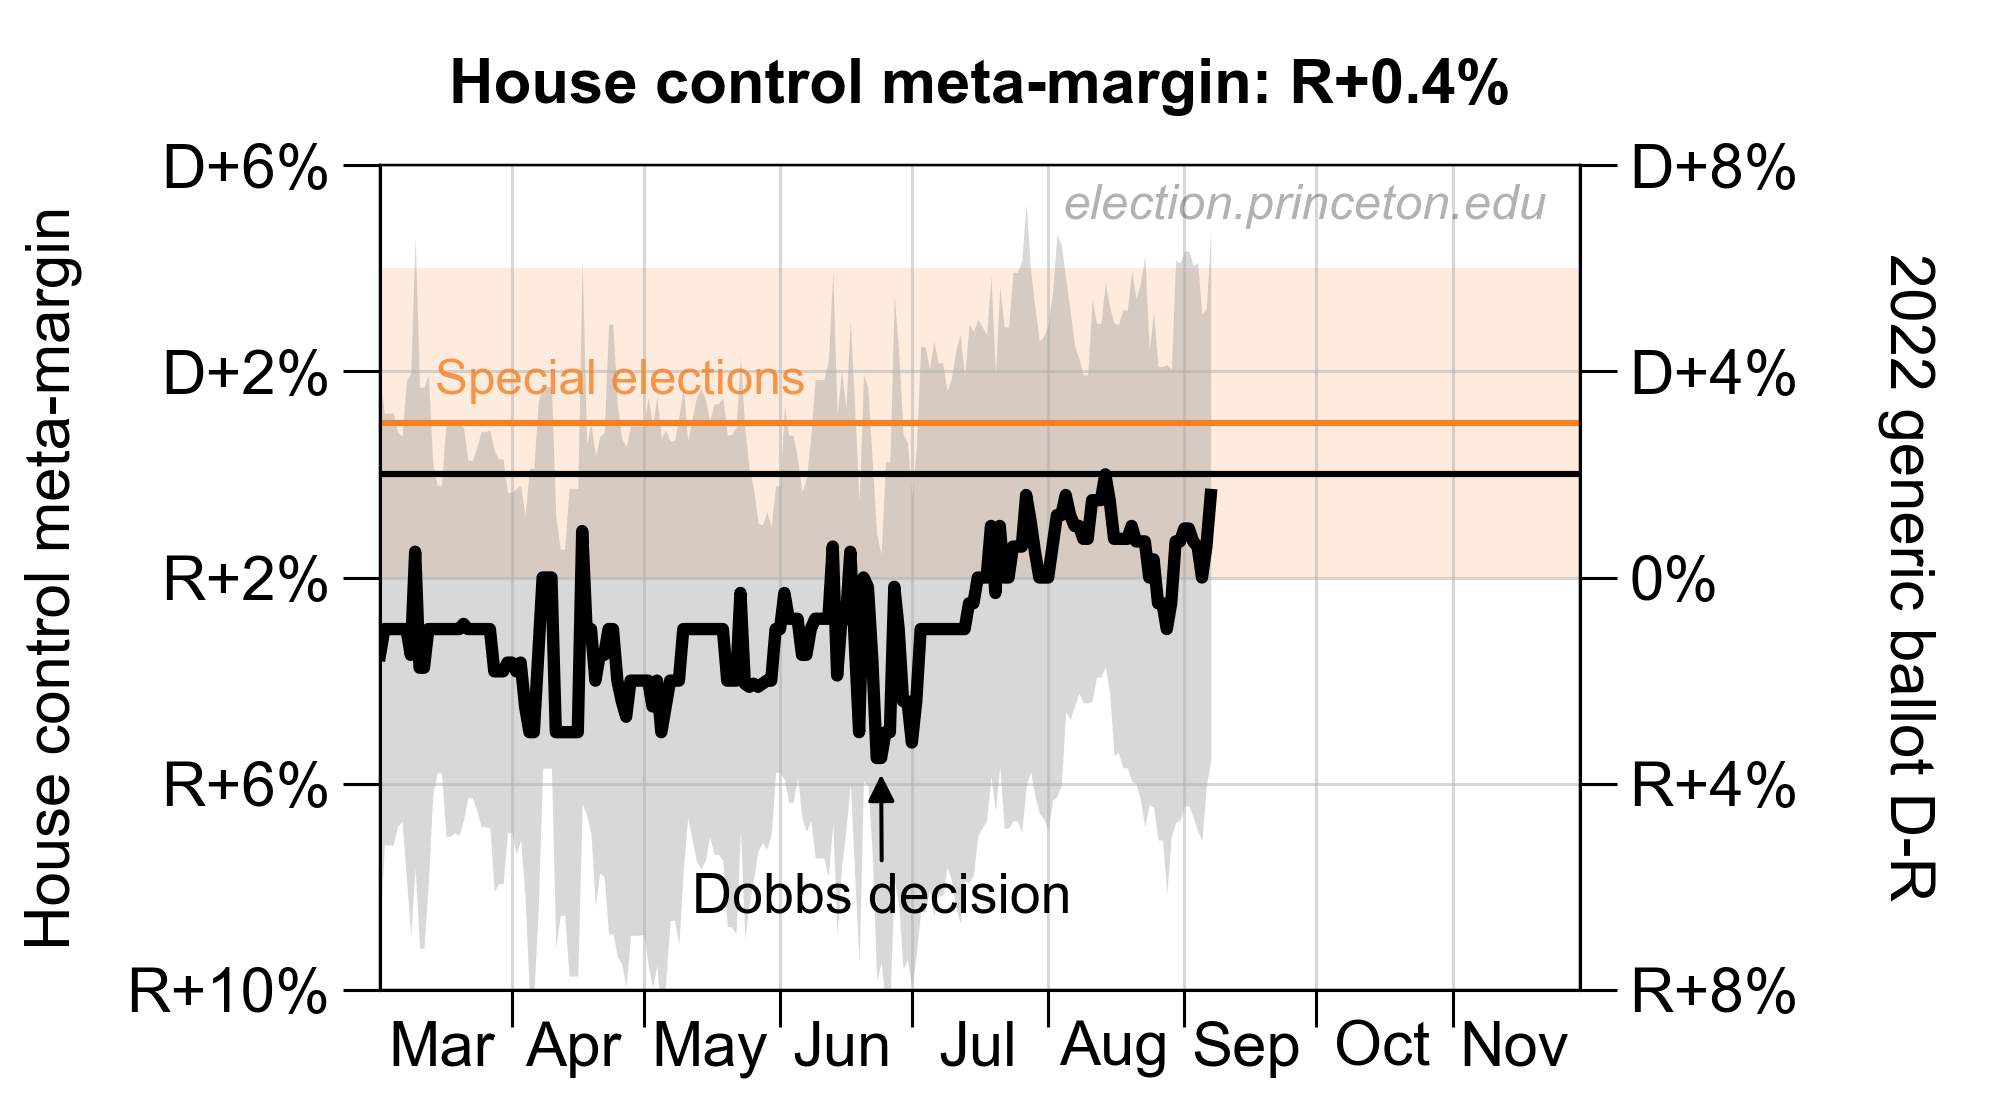 House control meta-margin: R+0.4%
D+6%
D+2%
R+2%
R+6%
R+10%
House control meta-margin
election.princeton.edu
Special elections
Dobbs decision
D+8%
D+4%
0%
R+4%
R+8%
2022 generic ballot D-R
Mar Apr May Jun Jul Aug Sep Oct Nov